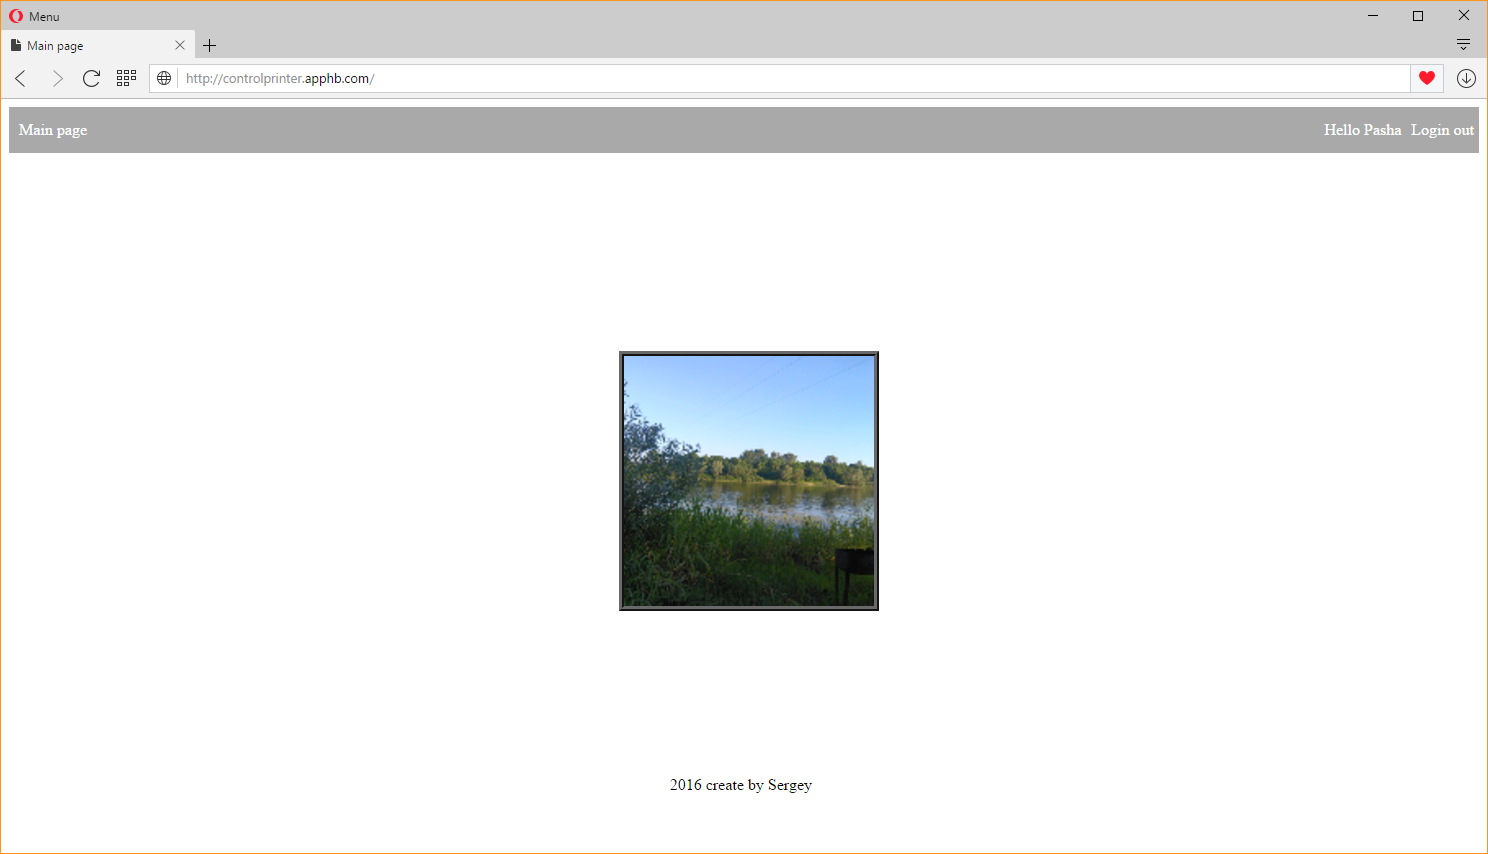 Menu
Main page
http://controlprinter.apphb.com/
Main page Hello Pasha Login out
2016 create by Sergey